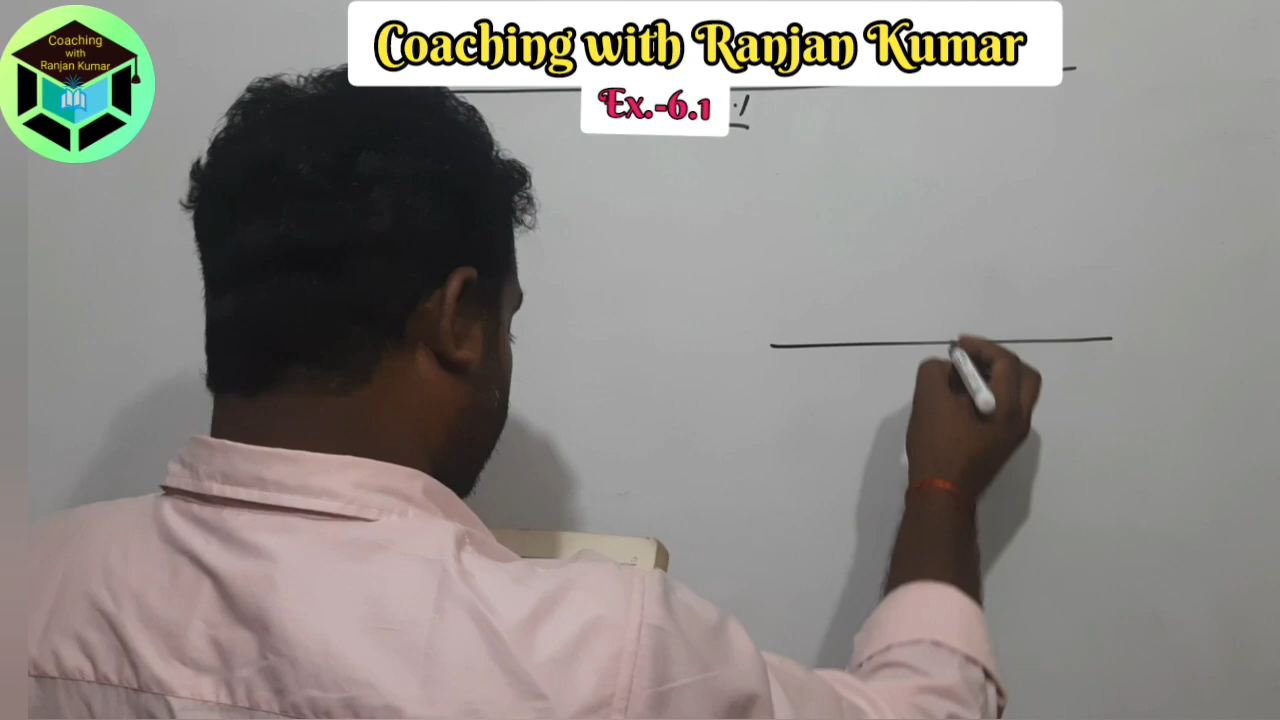 Coaching
with
Ranjan Kumar
Coaching with Ranjan Kumar
Ex.-6.1